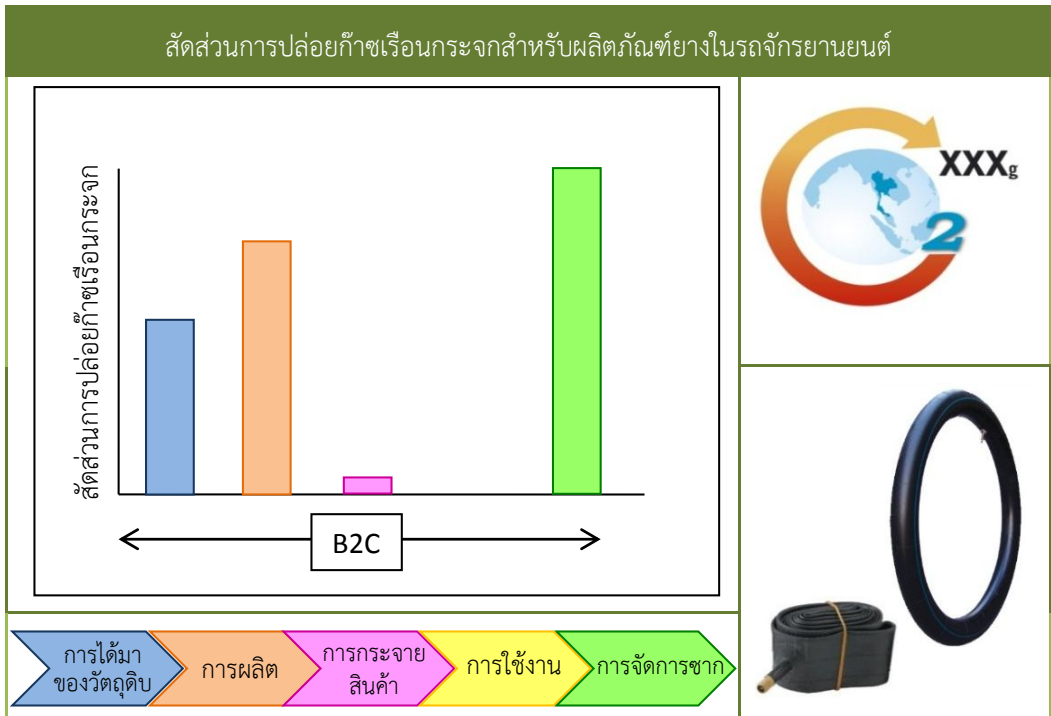 สัดส่วนการปล่อยก๊าซเรือนกระจกสำหรับผลิตภัณฑ์ยางในรถจักรยานยนต์
สัดส่วนการปล่อยก๊าซเรือนกระจก
B2C
XXXg
2
การได้มา
ของวัตถุดิบ
การผลิต
การกระจาย
สินค้า
การใช้งาน
การจัดการซาก